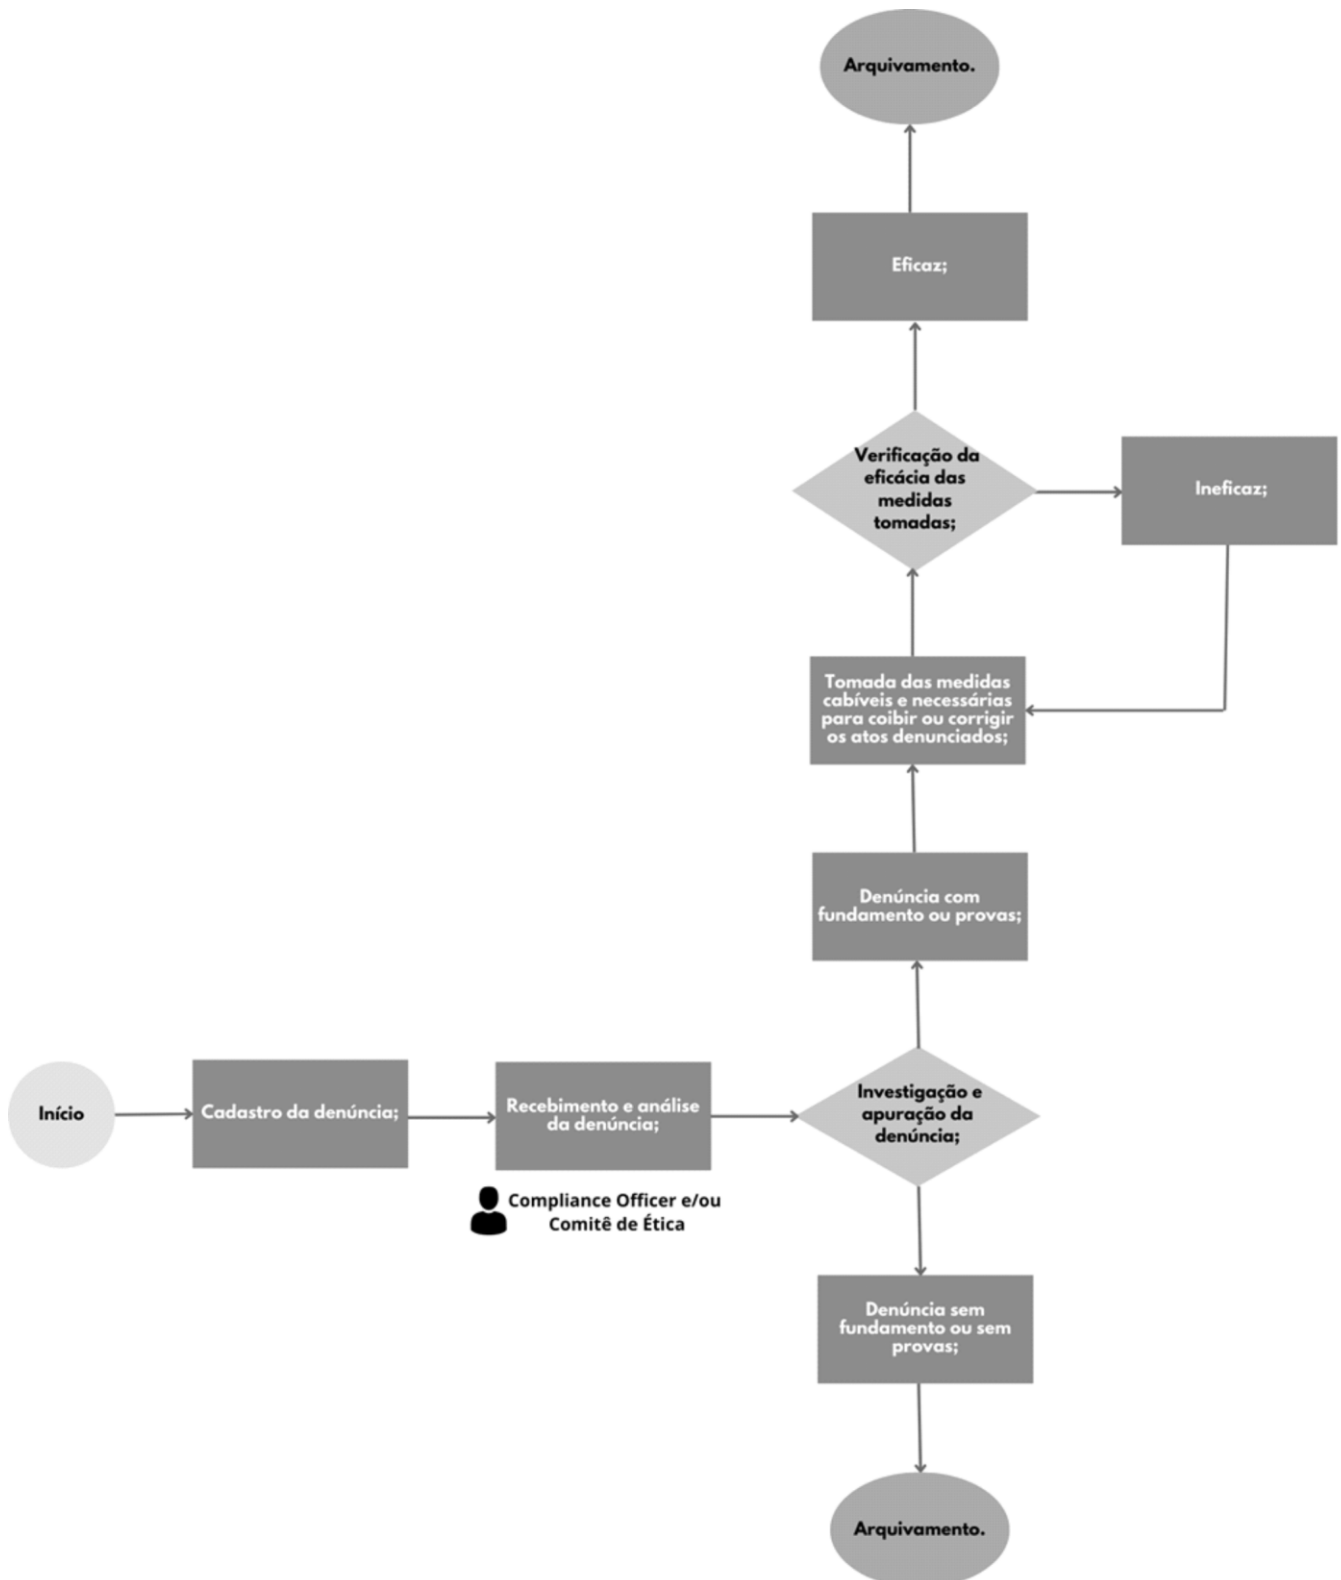 Arquivamento.
Eficaz;
Verificação da
eficácia das
medidas
tomadas;
Ineficaz;
Tomada das medidas
cabíveis e necessárias
para coibir ou corrigir
os atos denunciados;
Denúncia com
fundamento ou provas;
Início
Cadastro da denúncia;
Recebimento e análise
da denúncia;
Compliance Officer e/ou
Comitê de Ética
Investigação e
apuração da
denúncia;
Denúncia sem
fundamento ou sem
provas;
Arquivamento.